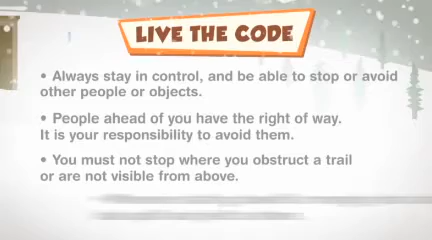 LIVE THE CODE
• Always stay in control, and be able to stop or avoid
other people or objects.
• People ahead of you have the right of way.
It is your responsibility to avoid them.
• You must not stop where you obstruct a trail
or are not visible from above.